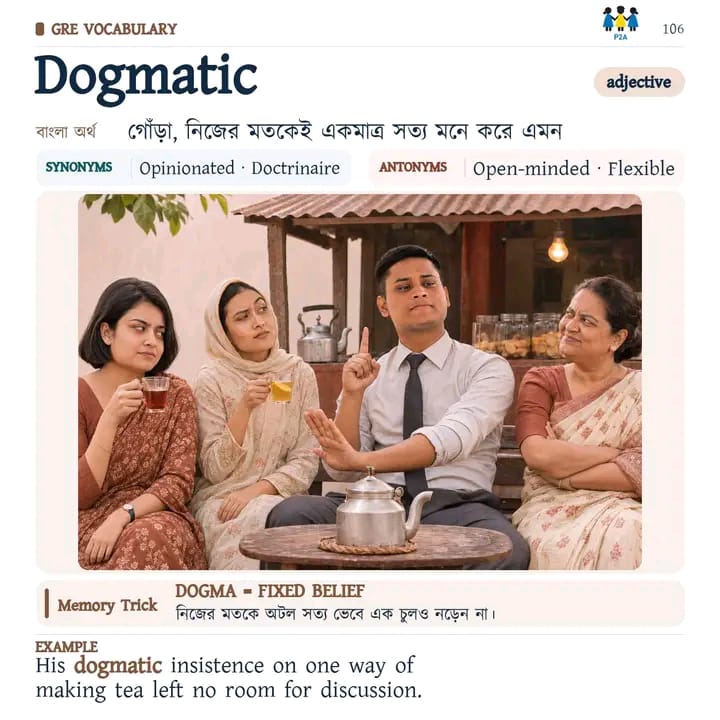 GRE VOCABULARY
P2A
106
Dogmatic
adjective
বাংলা অর্থ গোঁড়া, নিজের মতকেই একমাত্র সত্য মনে করে এমন
SYNONYMS Opinionated · Doctrinaire ANTONYMS Open-minded · Flexible
Memory Trick
DOGMA = FIXED BELIEF
নিজের মতকে অটল সত্য ভেবে এক চুলও নড়েন না।
EXAMPLE
His dogmatic insistence on one way of
making tea left no room for discussion.